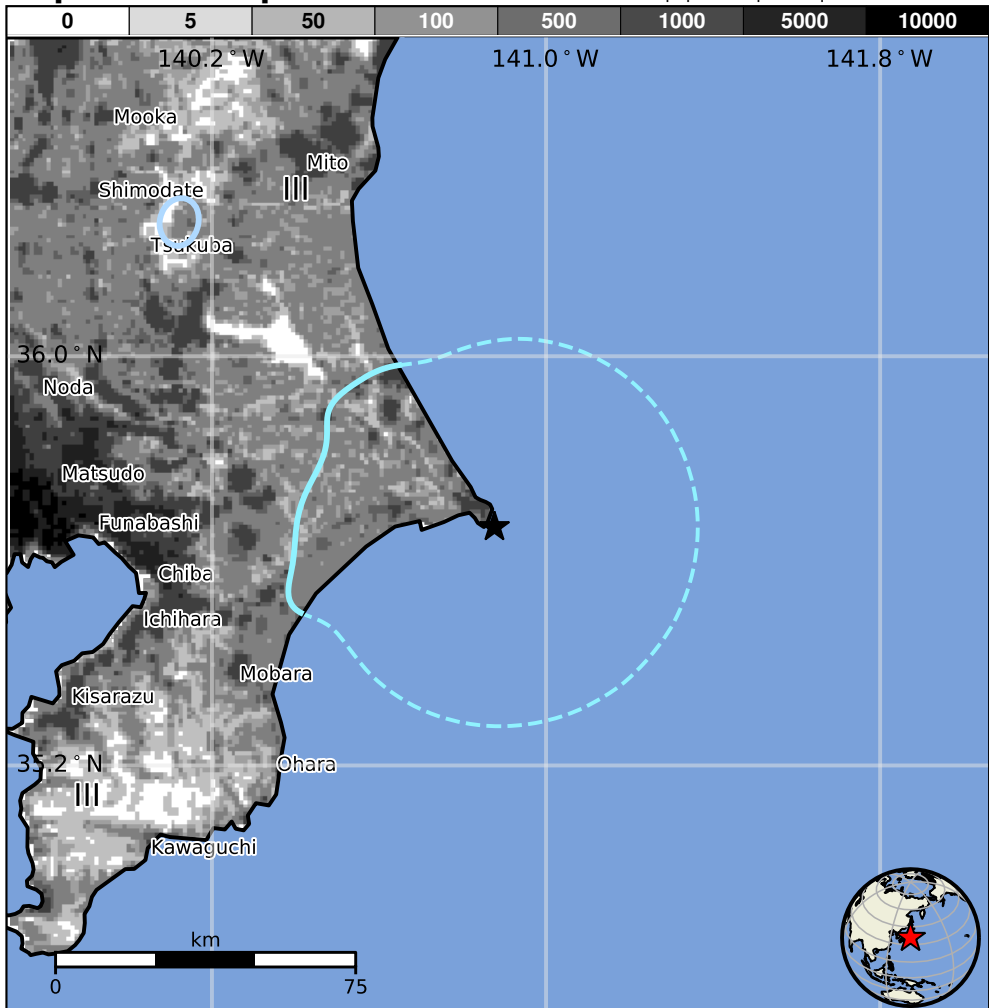 0 5 50 100 500 1000 5000 10000
140.2°W 141.0°W 141.8°W
Mooka
Mito
Shimodate
III
Tsukuba
36.0°N
Noda
Matsudo
Funabashi
Chiba
Ichihara
Mobara
Kisarazu
35.2°N
Ohara
III
Kawaguchi
km
0 75